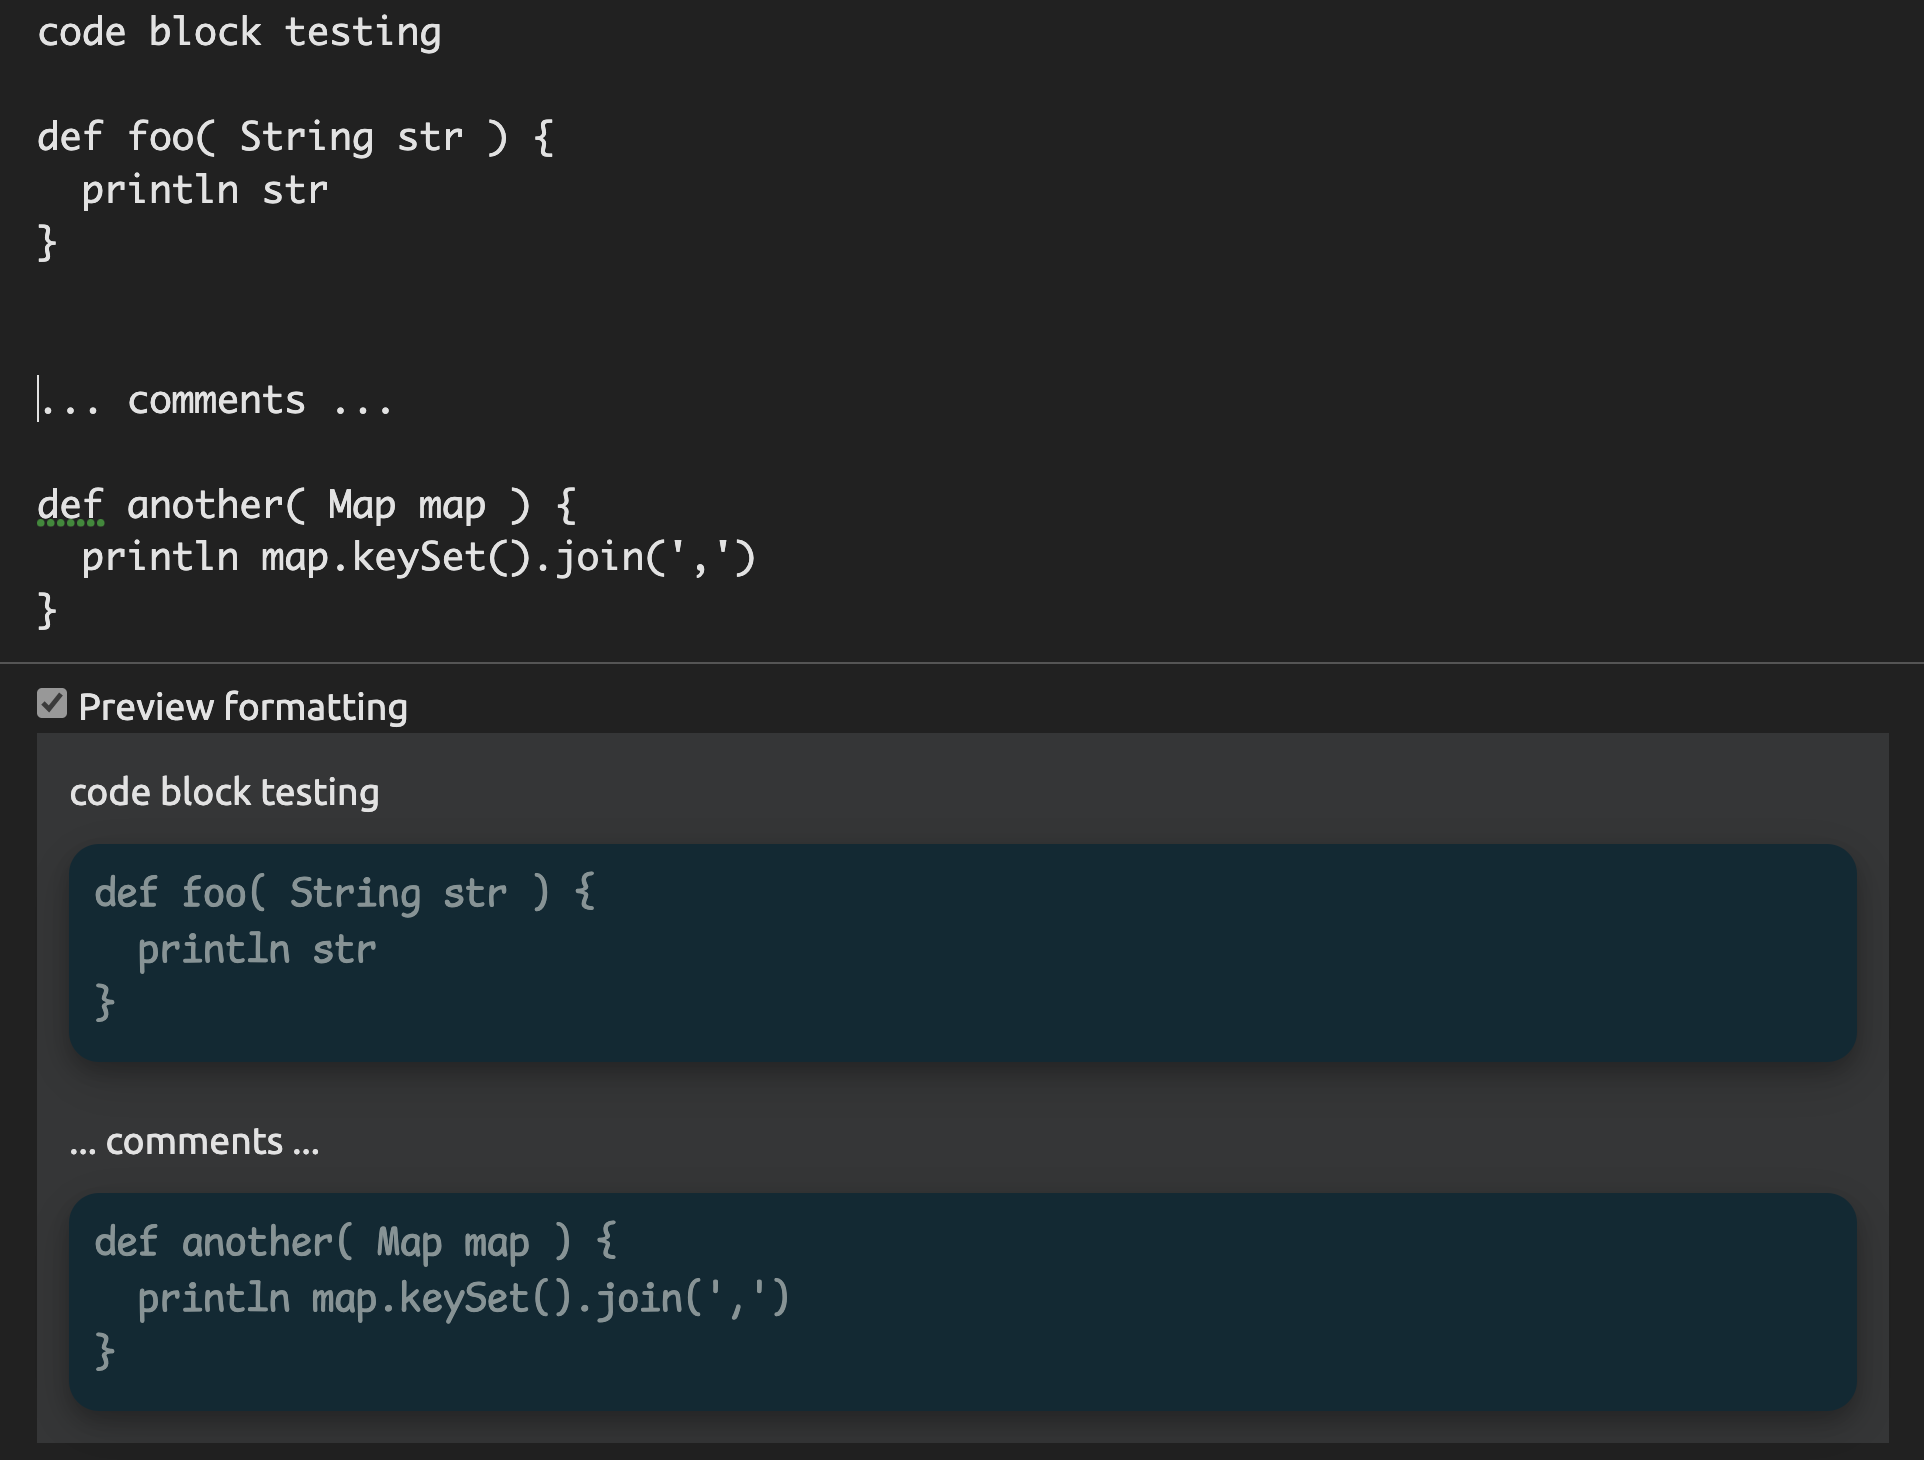 code block testing
def foo( String str ) {
  println str
}
... comments ...
def another( Map map ) {
  println map.keySet().join(',')
}
Preview formatting
code block testing
def foo( String str ) {
  println str
}
... comments ...
def another( Map map ) {
  println map.keySet().join(',')
}